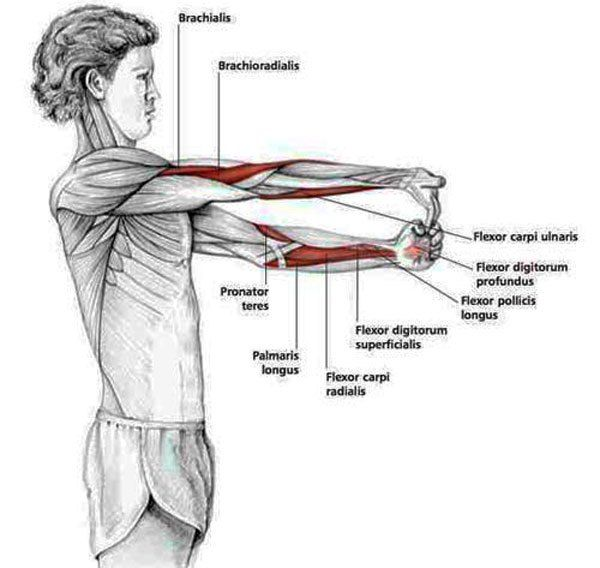 Brachialis
Brachioradialis
Flexor carpi ulnaris
Flexor digitorum
profundus
Flexor pollicis
longus
Pronator
teres
Flexor digitorum
superficialis
Palmaris
longus
Flexor carpi
radialis